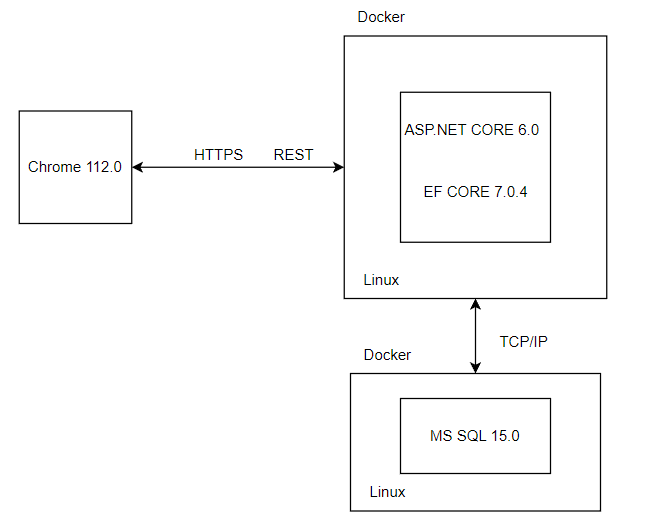 Docker
Chrome 112.0
HTTPS REST
ASP.NET CORE 6.0
EF CORE 7.0.4
Linux
TCP/IP
Docker
MS SQL 15.0
Linux